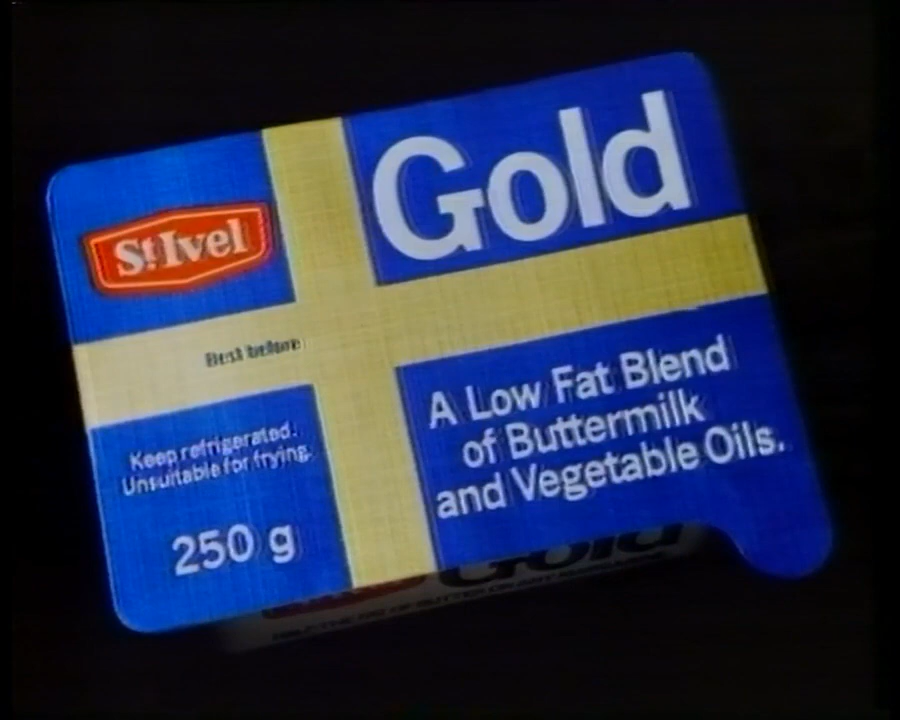 Gold
St Ivel
Best before
A Low Fat Blend
of Buttermilk
and Vegetable Oils.
Keep refrigerated.
Unsuitable for frying.
250 g
Gold